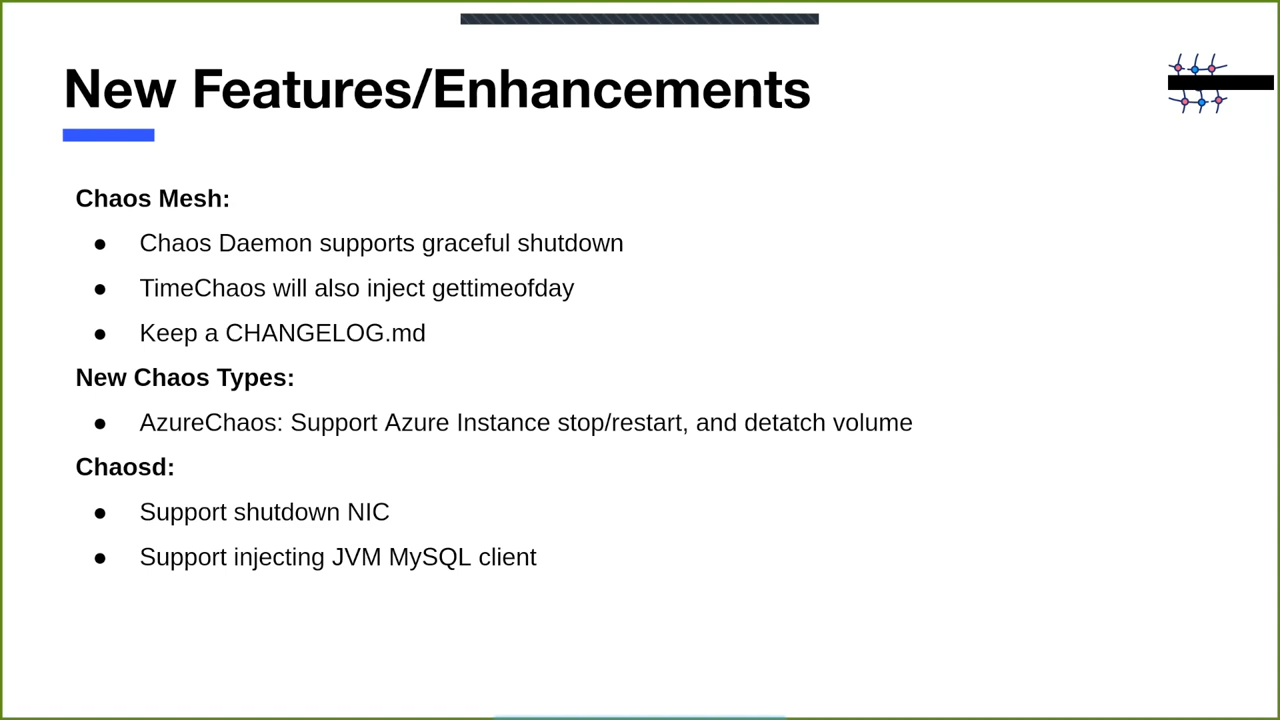 New Features/Enhancements
Chaos Mesh:
● Chaos Daemon supports graceful shutdown
● TimeChaos will also inject gettimeofday
● Keep a CHANGELOG.md
New Chaos Types:
● AzureChaos: Support Azure Instance stop/restart, and detatch volume
Chaosd:
● Support shutdown NIC
● Support injecting JVM MySQL client